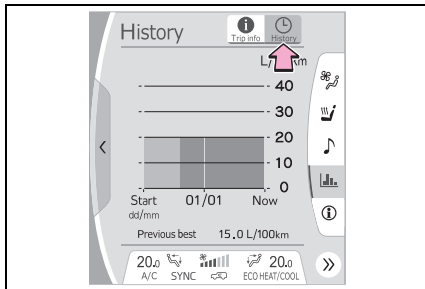 History
Trip info
History
40
30
20
10
0
Start 01/01 Now
dd/mm
Previous best 15.0 L/100km
20.0 20.0
A/C SYNC ECO HEAT/COOL